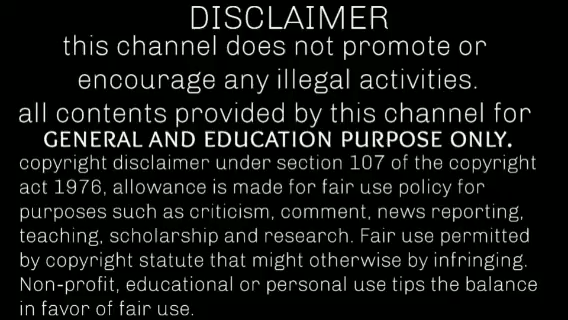 DISCLAIMER
this channel does not promote or
encourage any illegal activities.
all contents provided by this channel for
GENERAL AND EDUCATION PURPOSE ONLY.
copyright disclaimer under section 107 of the copyright
act 1976, allowance is made for fair use policy for
purposes such as criticism, comment, news reporting,
teaching, scholarship and research. Fair use permitted
by copyright statute that might otherwise by infringing.
Non-profit, educational or personal use tips the balance
in favor of fair use.